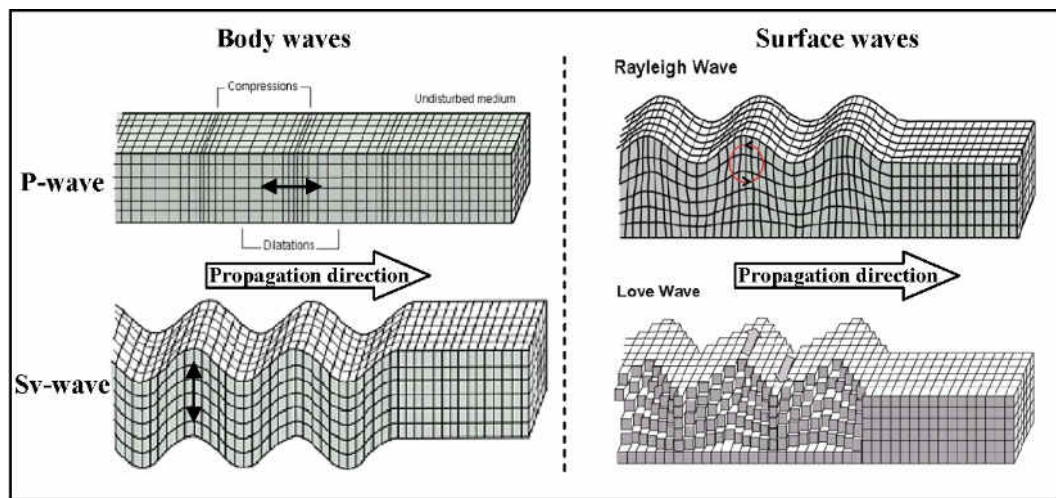 Body waves
Compressions
Undisturbed medium
P-wave
Dilatations
Propagation direction
Sv-wave
Surface waves
Rayleigh Wave
Propagation direction
Love Wave